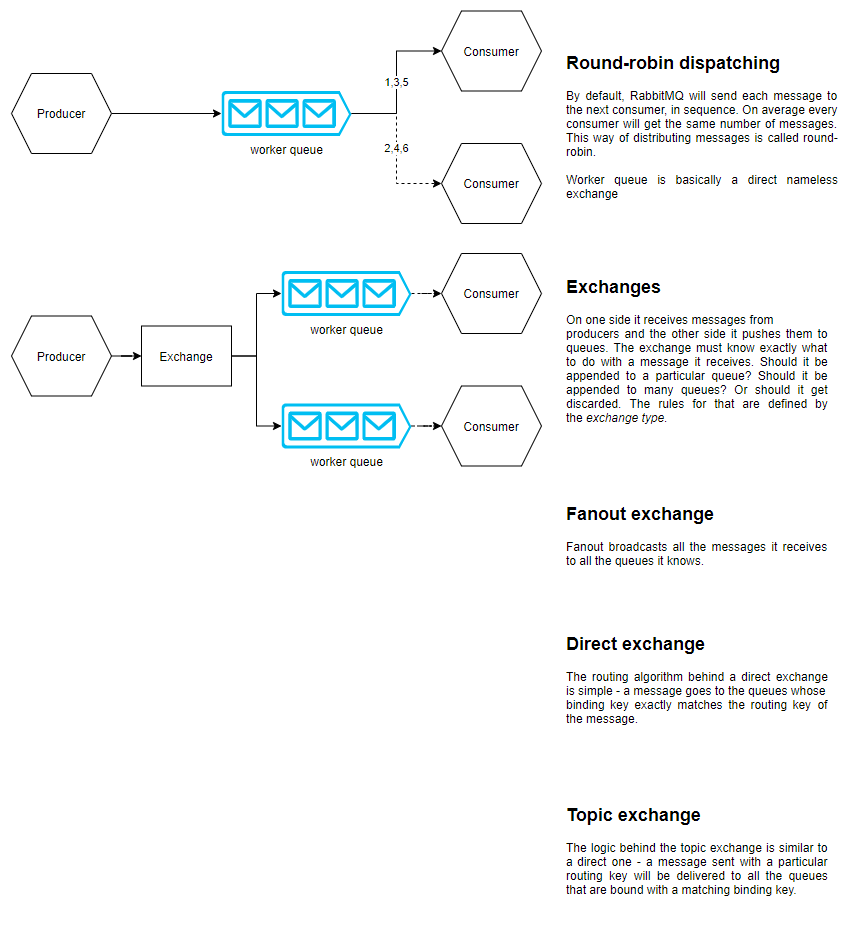 Producer
worker queue
1,3,5
2,4,6
Consumer
Consumer
Round-robin dispatching
By default, RabbitMQ will send each message to
the next consumer, in sequence. On average every
consumer will get the same number of messages.
This way of distributing messages is called round-
robin.
Worker queue is basically a direct nameless
exchange
Producer
Exchange
worker queue
worker queue
Consumer
Consumer
Exchanges
On one side it receives messages from
producers and the other side it pushes them to
queues. The exchange must know exactly what
to do with a message it receives. Should it be
appended to a particular queue? Should it be
appended to many queues? Or should it get
discarded. The rules for that are defined by
the exchange type.
Fanout exchange
Fanout broadcasts all the messages it receives
to all the queues it knows.
Direct exchange
The routing algorithm behind a direct exchange
is simple - a message goes to the queues whose
binding key exactly matches the routing key of
the message.
Topic exchange
The logic behind the topic exchange is similar to
a direct one - a message sent with a particular
routing key will be delivered to all the queues
that are bound with a matching binding key.